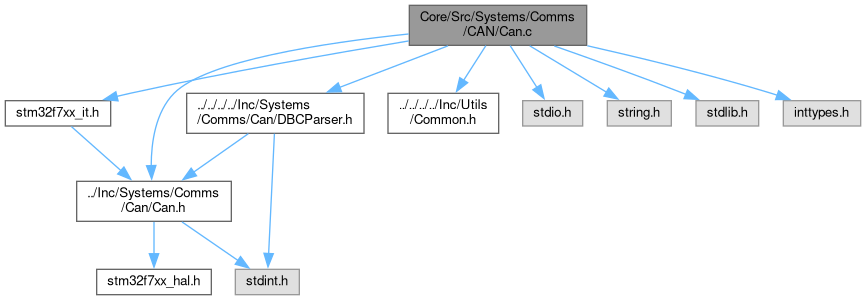 Core/Src/Systems/Comms
/CAN/Can.c
stm32f7xx_it.h
../../../../Inc/Systems
/Comms/Can/DBCParser.h
../../../../Inc/Utils
/Common.h
stdio.h
string.h
stdlib.h
inttypes.h
../Inc/Systems/Comms
/Can/Can.h
stm32f7xx_hal.h
stdint.h